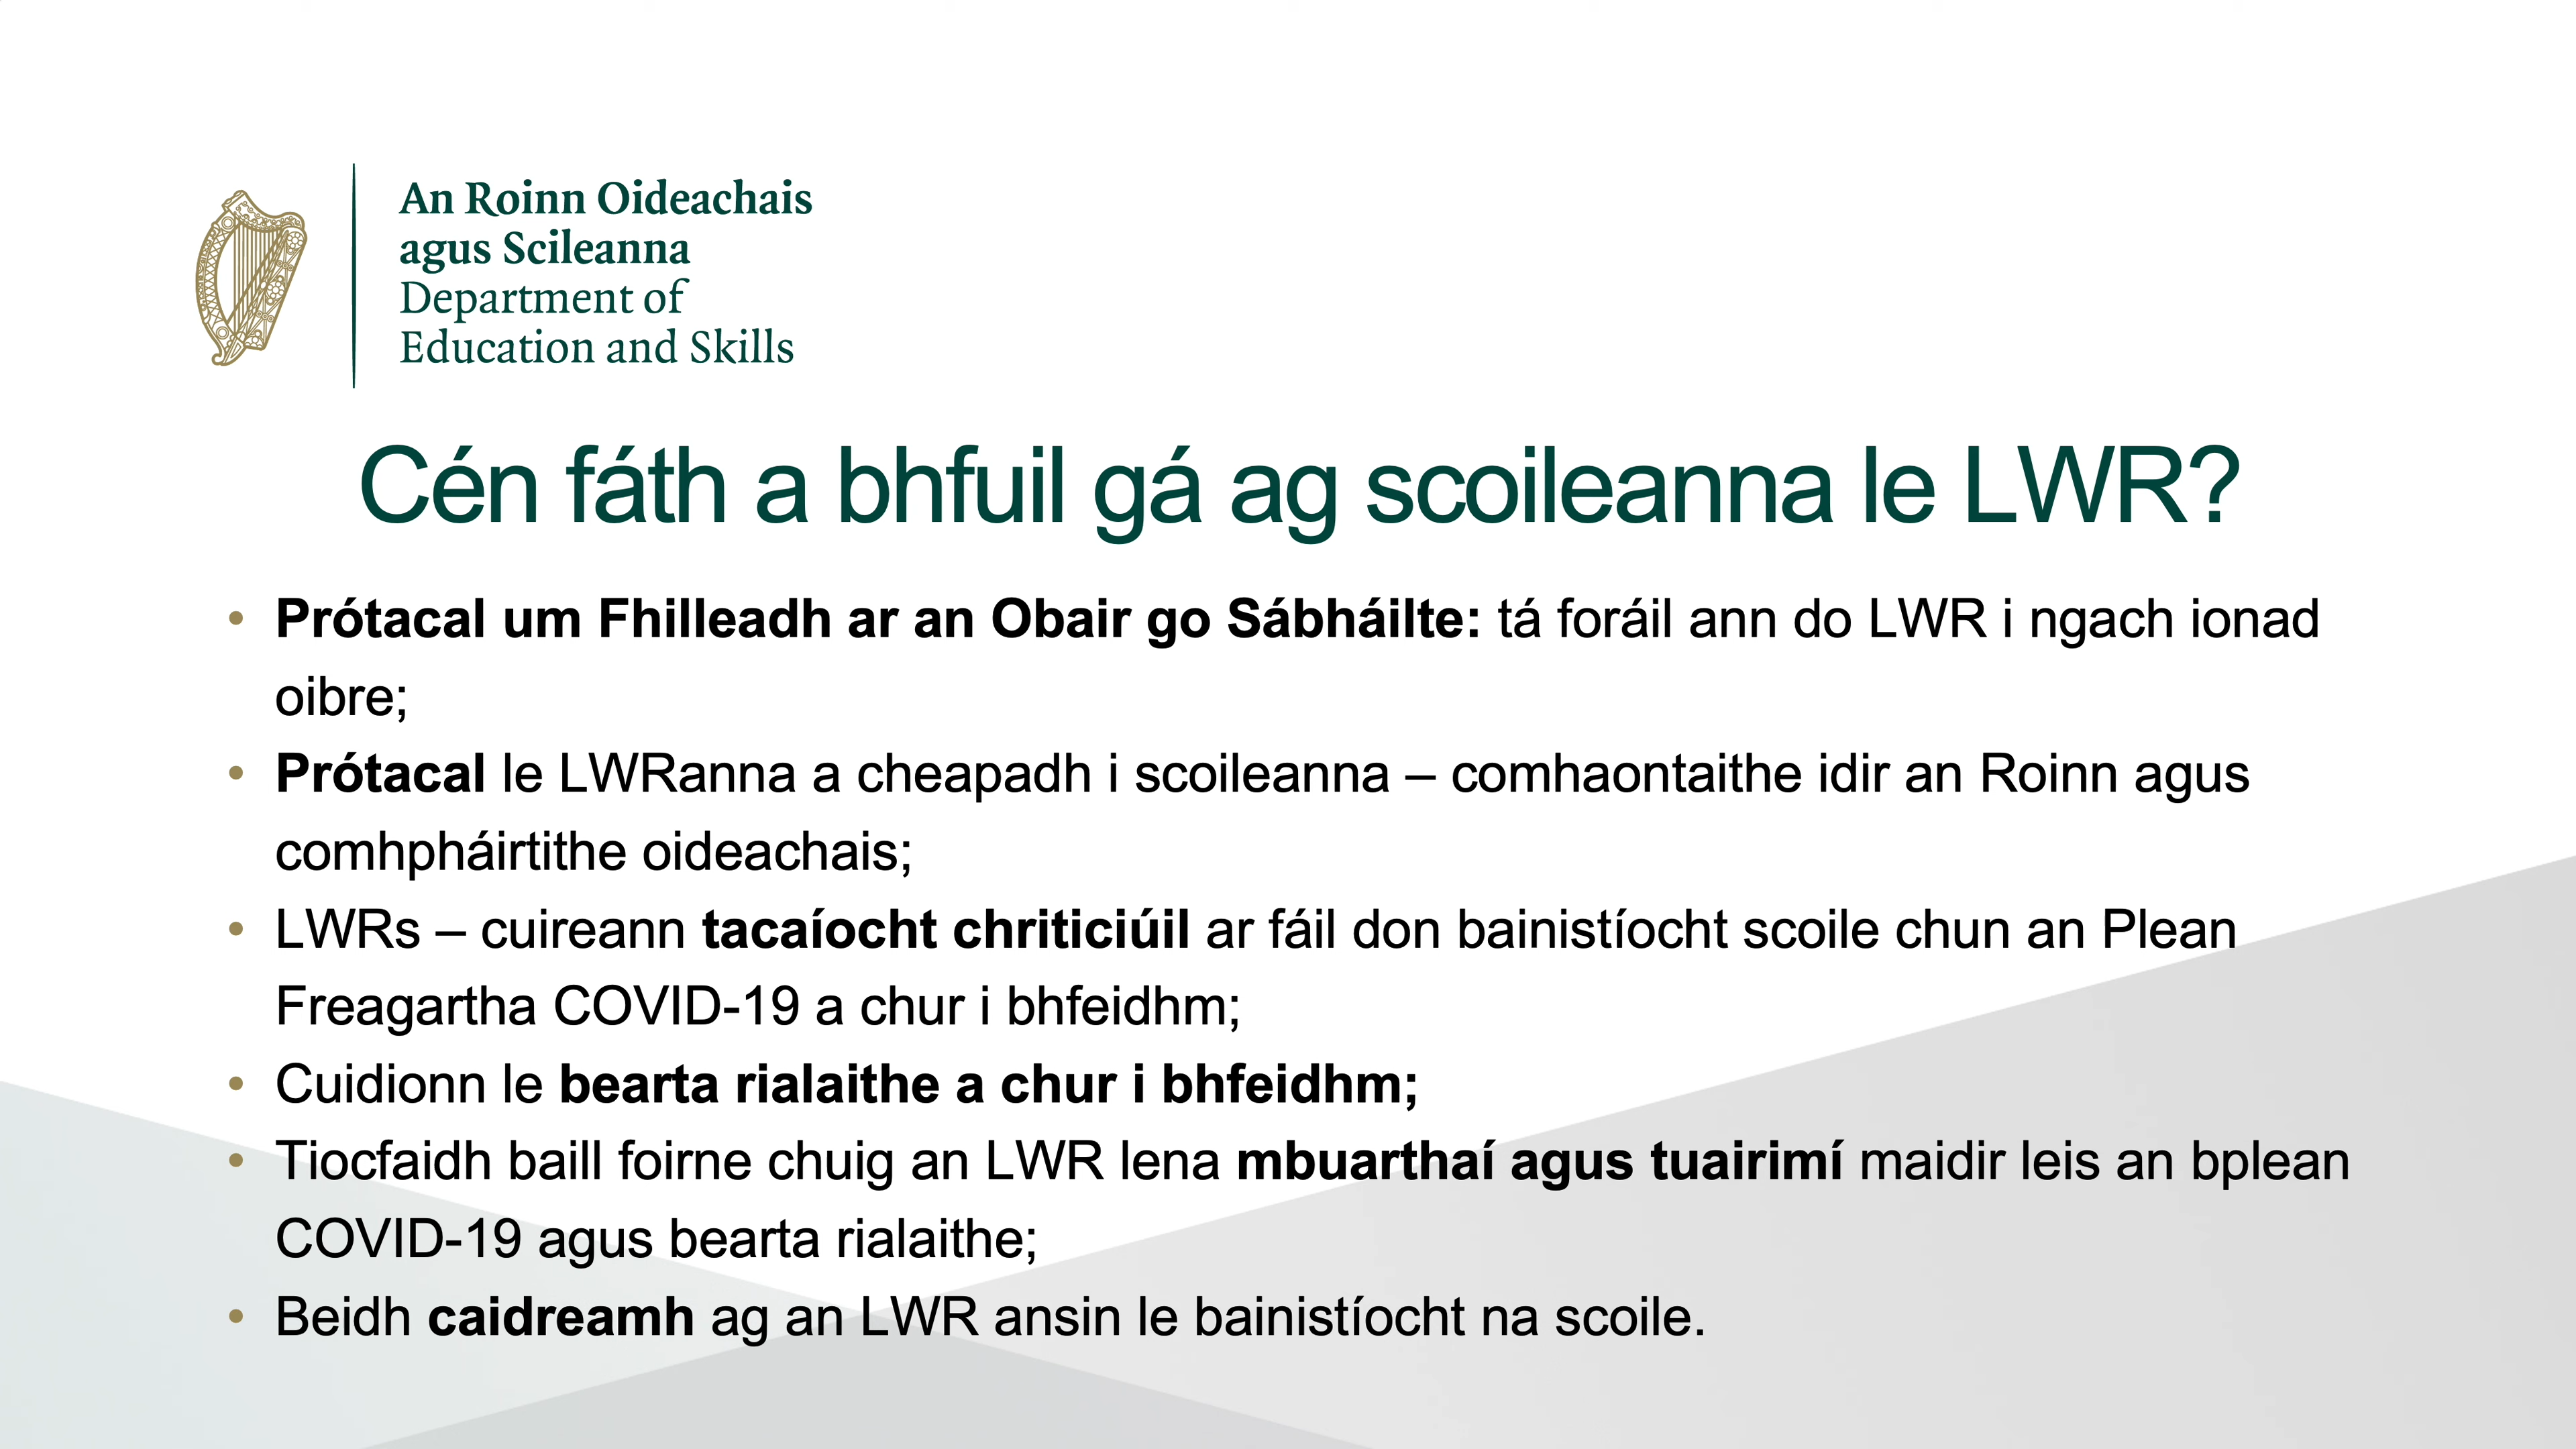 An Roinn Oideachais
agus Scileanna
Department of
Education and Skills
Cén fáth a bhfuil gá ag scoileanna le LWR?
• Prótacal um Fhilleadh ar an Obair go Sábháilte: tá foráil ann do LWR i ngach ionad
oibre;
• Prótacal le LWRanna a cheapadh i scoileanna – comhaontaithe idir an Roinn agus
comhpháirtithe oideachais;
• LWRs – cuireann tacaíocht chriticiúil ar fáil don bainistíocht scoile chun an Plean
Freagartha COVID-19 a chur i bhfeidhm;
• Cuidionn le bearta rialaithe a chur i bhfeidhm;
• Tiocfaidh baill foirne chuig an LWR lena mbuarthaí agus tuairimí maidir leis an bplean
COVID-19 agus bearta rialaithe;
• Beidh caidreamh ag an LWR ansin le bainistíocht na scoile.